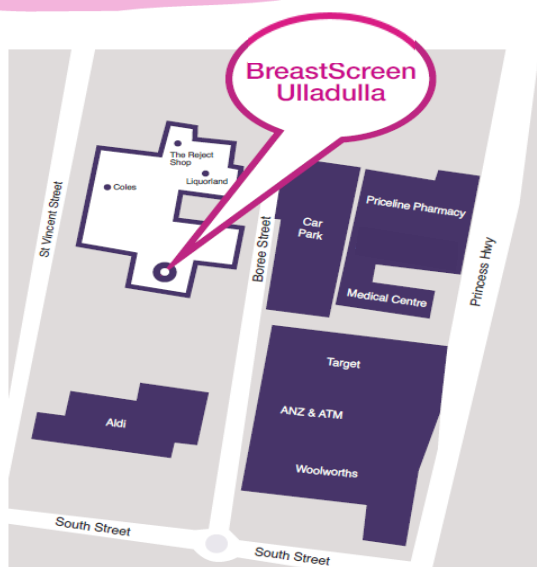 BreastScreen
Ulladulla
The Reject
Shop
Liquorland
Coles
St Vincent Street
Boree Street
Car
Park
Priceline Pharmacy
Medical Centre
Princess Hwy
Target
ANZ & ATM
Woolworths
Aldi
South Street
South Street